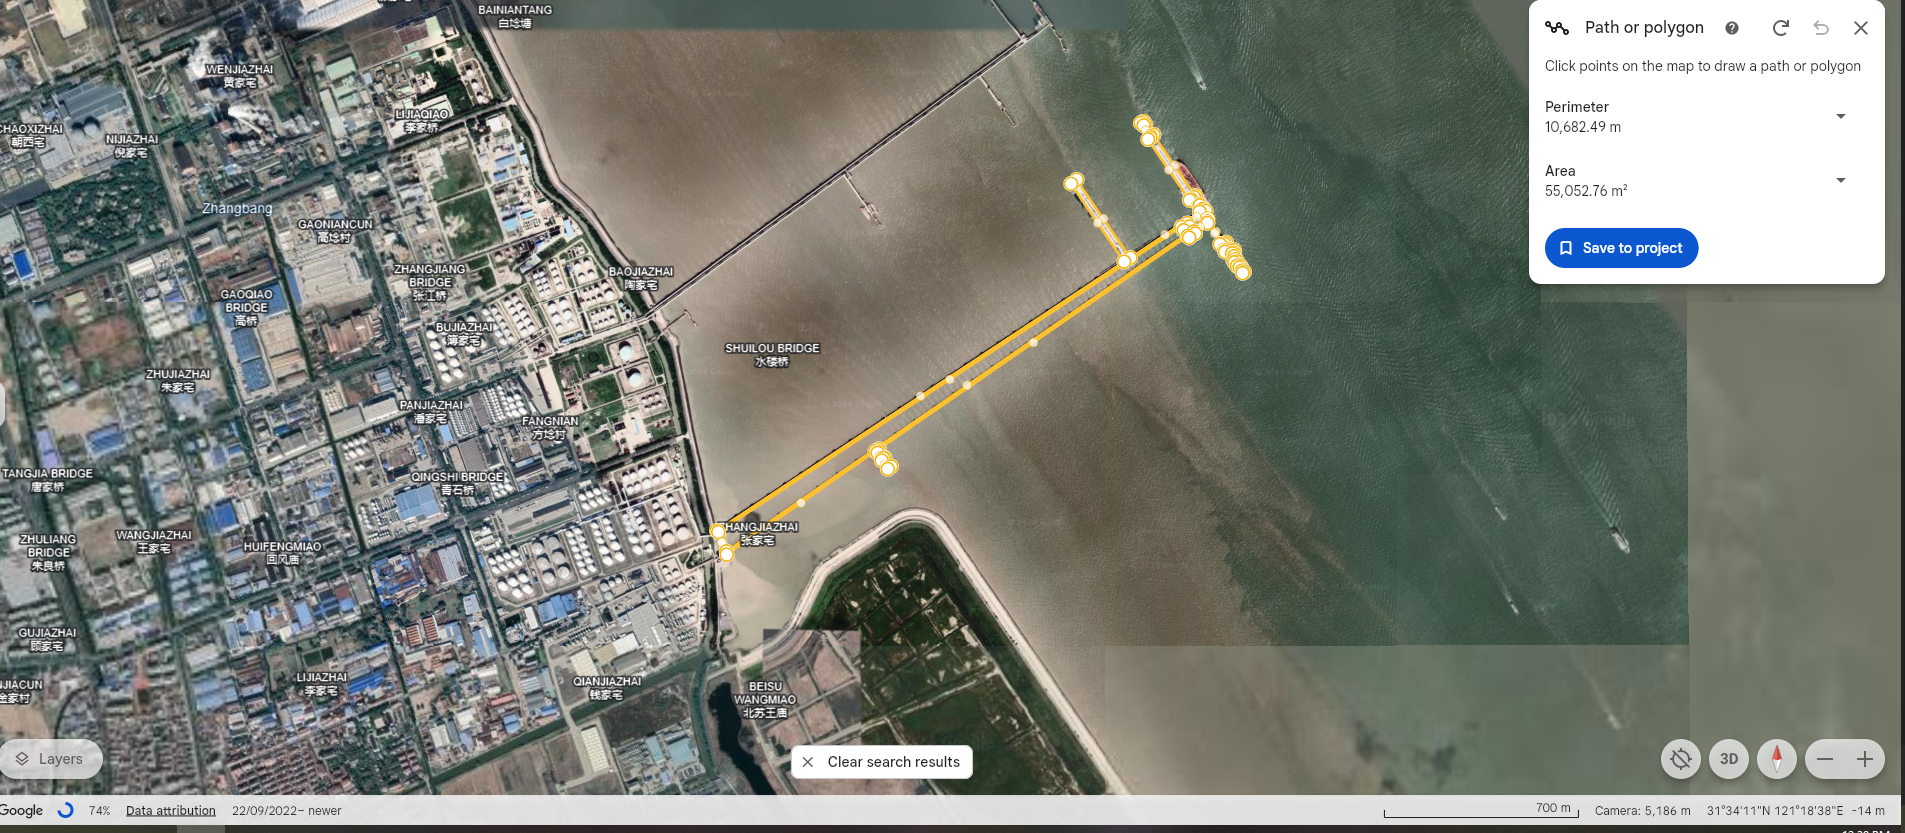 BAINIANTANG
白埝塘
Path or polygon
Click points on the map to draw a path or polygon
Perimeter
10,682.49 m
Area
55,052.76 m²
Save to project
WENJIAZHAI
黄家宅
LIJIAQIAO
李家桥
CHAOXIZHAI
朝西宅
NIJIAZHAI
倪家宅
Zhangbang
GAONIANCUN
高埝村
ZHANGJIANG
BRIDGE
张江桥
BAOJIAZHAI
陶家宅
GAOQIAO
BRIDGE
高桥
BUJIAZHAI
簿家宅
SHUILOU BRIDGE
水楼桥
ZHUJIAZHAI
朱家宅
PANJIAZHAI
潘家宅
FANGNIAN
方埝村
TANGJIA BRIDGE
唐家桥
QINGSHI BRIDGE
青石桥
ZHANGJIAZHAI
张家宅
ZHULIANG
BRIDGE
朱良桥
WANGJIAZHAI
王家宅
HUIFENGMIAO
回风庙
GUJIAZHAI
顾家宅
LIJIAZHAI
李家宅
QIANJIAZHAI
钱家宅
BEISU
WANGMIAO
北苏王庙
NJIACUN
金家村
Layers
3D
Clear search results
Google
74%
Data attribution
22/09/2022– newer
700 m
Camera: 5,186 m
31°34'11"N 121°18'38"E
-14 m